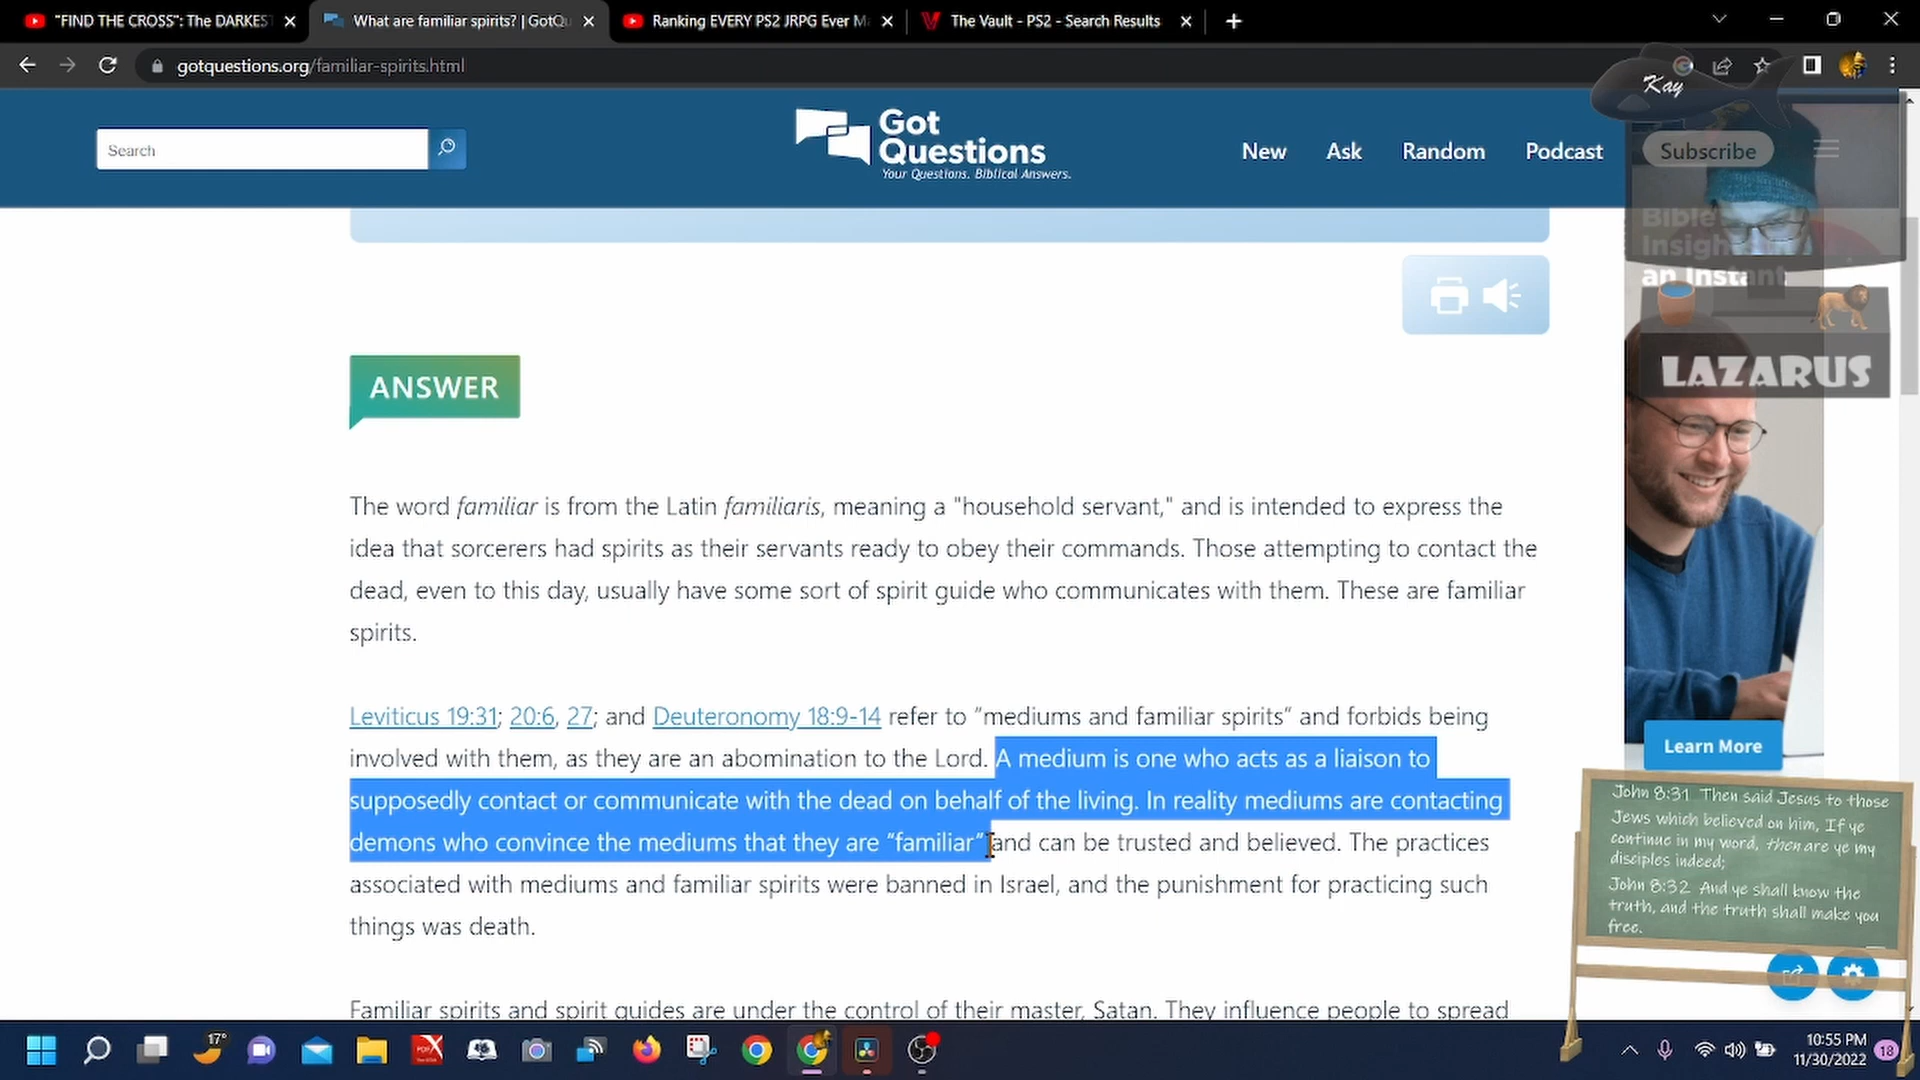 "FIND THE CROSS": The DARKEST
What are familiar spirits? | GotQu
Ranking EVERY PS2 JRPG Ever Ma
The Vault - PS2 - Search Results
gotquestions.org/familiar-spirits.html
Kay
Search
Got
Questions
Your Questions. Biblical Answers.
New
Ask
Random
Podcast
Subscribe
Bible
Insight
an Instant
LAZARUS
ANSWER
The word familiar is from the Latin familiaris, meaning a "household servant," and is intended to express the
idea that sorcerers had spirits as their servants ready to obey their commands. Those attempting to contact the
dead, even to this day, usually have some sort of spirit guide who communicates with them. These are familiar
spirits.
Leviticus 19:31; 20:6, 27; and Deuteronomy 18:9-14 refer to “mediums and familiar spirits” and forbids being
involved with them, as they are an abomination to the Lord. A medium is one who acts as a liaison to
supposedly contact or communicate with the dead on behalf of the living. In reality mediums are contacting
demons who convince the mediums that they are “familiar” and can be trusted and believed. The practices
associated with mediums and familiar spirits were banned in Israel, and the punishment for practicing such
things was death.
Familiar spirits and spirit guides are under the control of their master, Satan. They influence people to spread
Learn More
John 8:31 Then said Jesus to those
Jews which believed on him, If ye
continue in my word, then are ye my
disciples indeed;
John 8:32 And ye shall know the
truth, and the truth shall make you
free.
17°
10:55 PM
11/30/2022
18